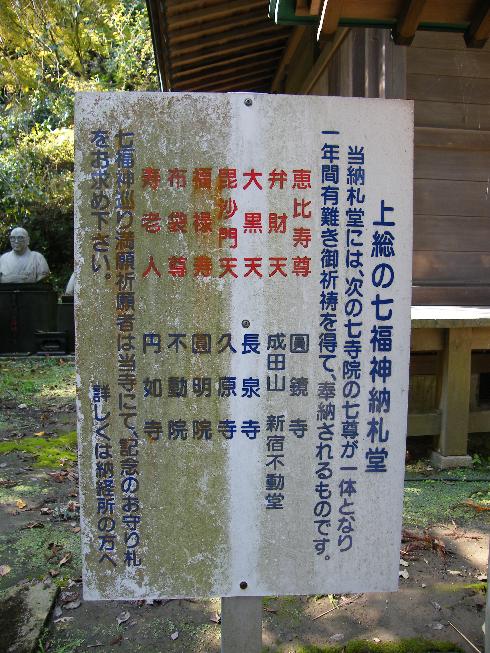 上総の七福神納札堂
当納札堂には、次の七寺院の七尊が一体となり
一年間有難き御祈祷を得て、奉納されるものです。
恵比寿尊 圓鏡寺
弁財天 成田山 新宿不動堂
大黒天 長泉寺
毘沙門天 久原寺
福禄寿 圓明院
布袋尊 不動院
寿老人 円如寺
七福神巡り満願祈願者は当寺にて、記念のお守り札
をお求め下さい。 詳しくは納経所の方へ